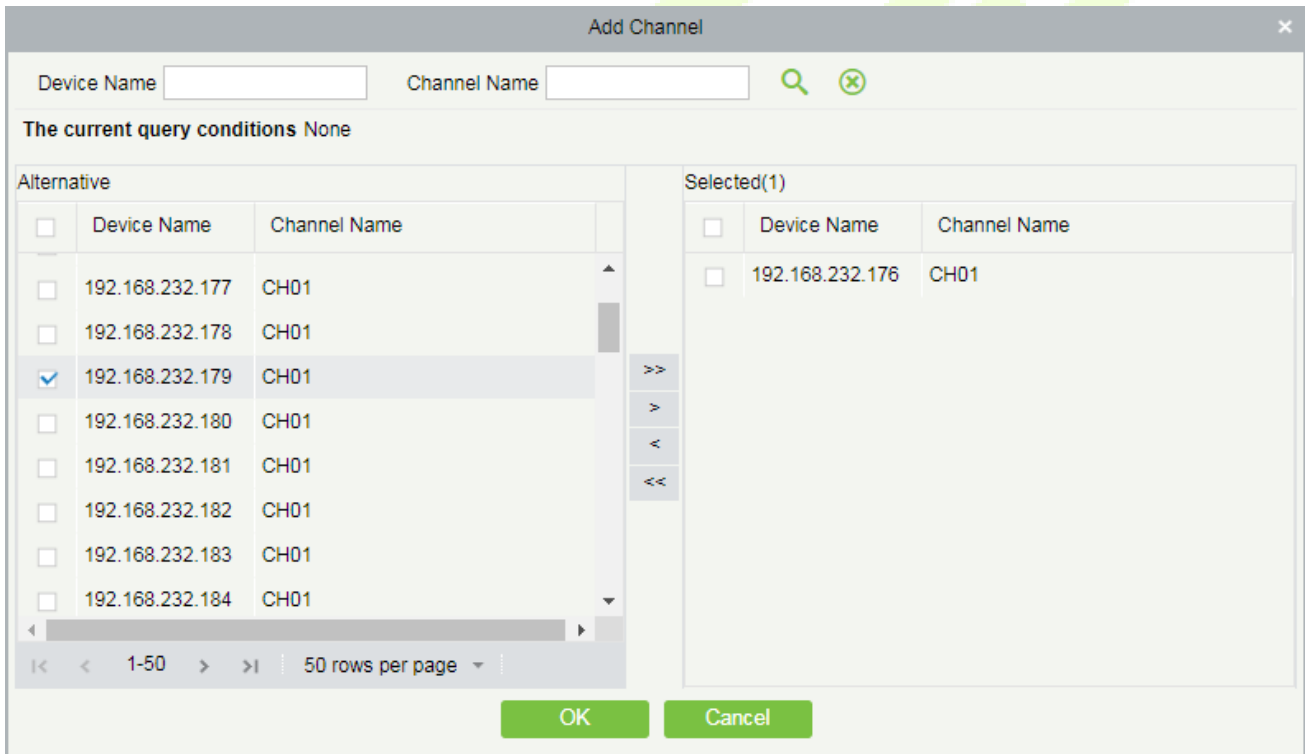 Add Channel ×
Device Name Channel Name
The current query conditions None
Alternative
Device Name Channel Name
192.168.232.177 CH01
192.168.232.178 CH01
192.168.232.179 CH01
192.168.232.180 CH01
192.168.232.181 CH01
192.168.232.182 CH01
192.168.232.183 CH01
192.168.232.184 CH01
1-50 50 rows per page
>>
>
<
<<
Selected(1)
Device Name Channel Name
192.168.232.176 CH01
OK Cancel